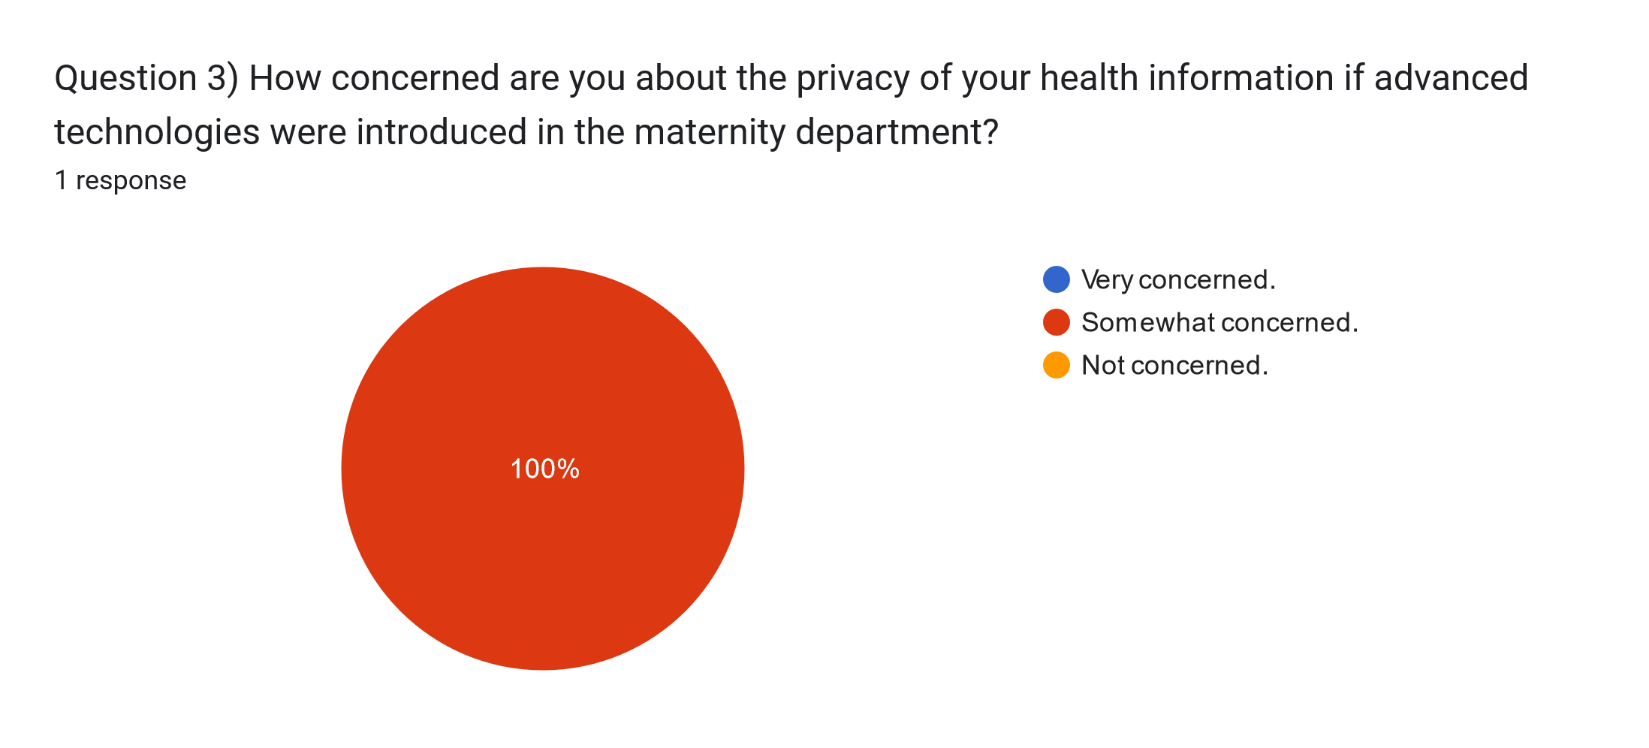 Question 3) How concerned are you about the privacy of your health information if advanced
technologies were introduced in the maternity department?
1 response
Very concerned.
Somewhat concerned.
Not concerned.
100%